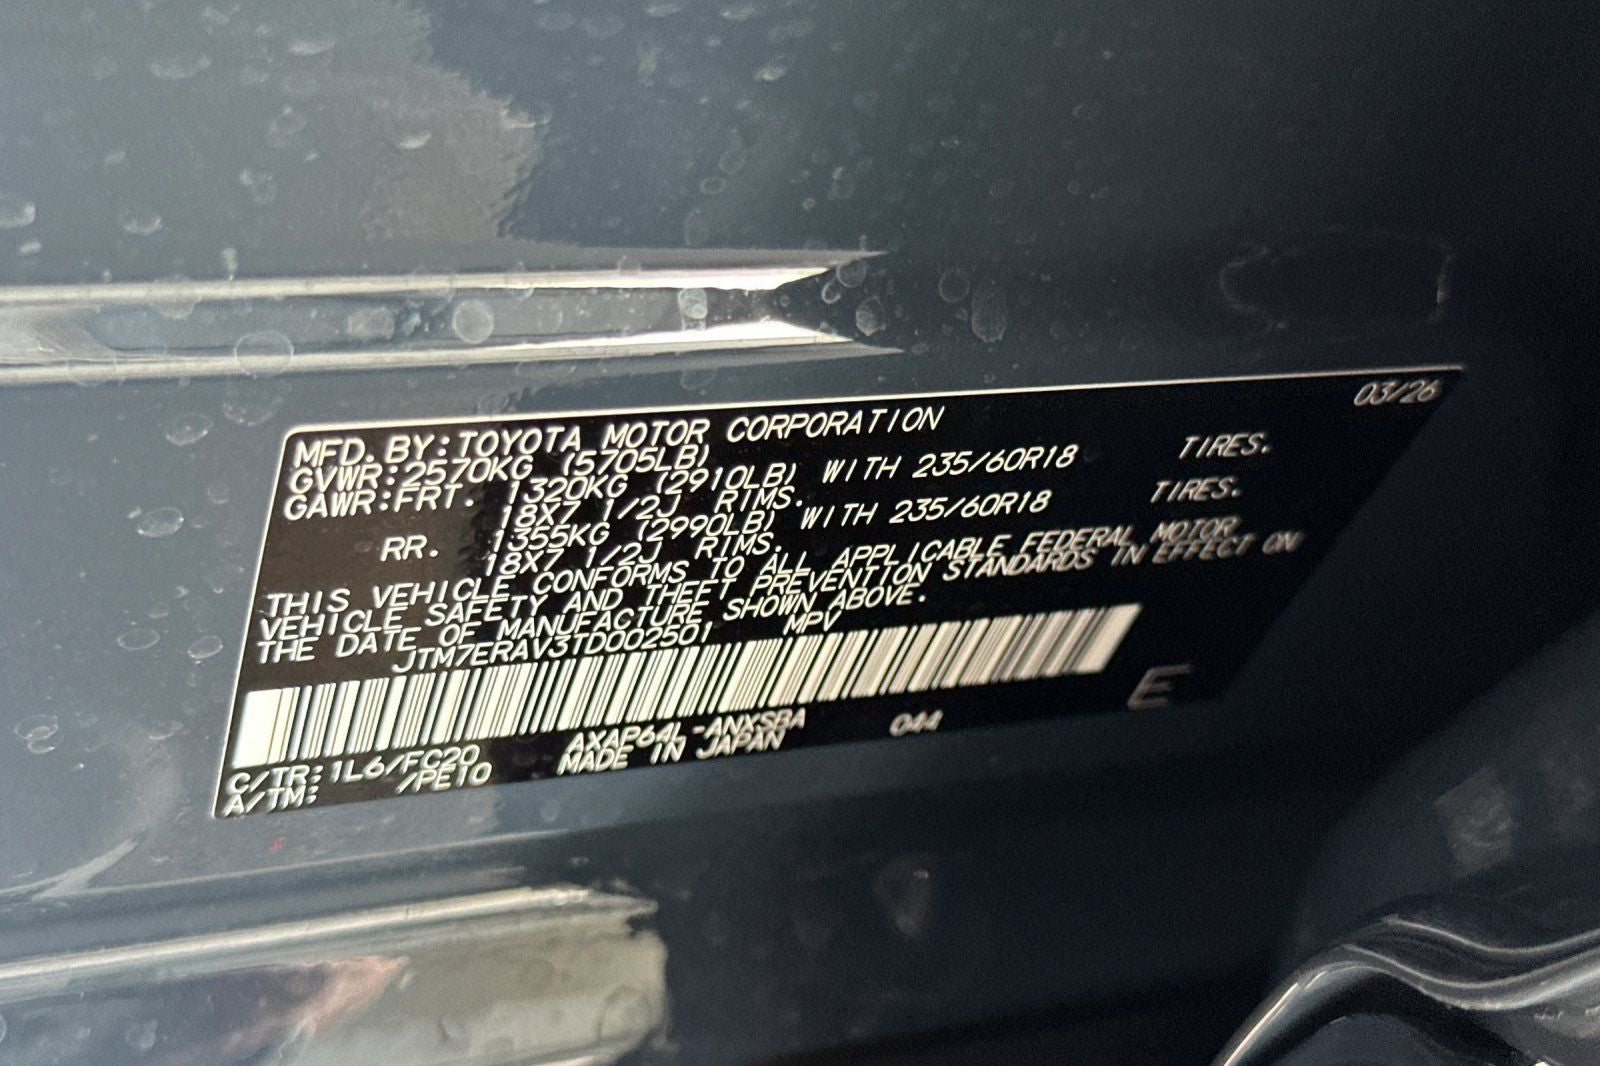 03/26
MFD. BY:TOYOTA MOTOR CORPORATION
GVWR:2570KG (5705LB)
GAWR:FRT. 1320KG (2910LB) WITH 235/60R18 TIRES.
18X7 1/2J RIMS.
RR. 1355KG (2990LB) WITH 235/60R18 TIRES.
18X7 1/2J RIMS.
THIS VEHICLE CONFORMS TO ALL APPLICABLE FEDERAL MOTOR
VEHICLE SAFETY AND THEFT PREVENTION STANDARDS IN EFFECT ON
THE DATE OF MANUFACTURE SHOWN ABOVE.
JTM7ERAV3TD002501 MPV
E
C/TR:1L6/FC20 AXAP64L-ANXSBA 044
A/TM: /PE10 MADE IN JAPAN